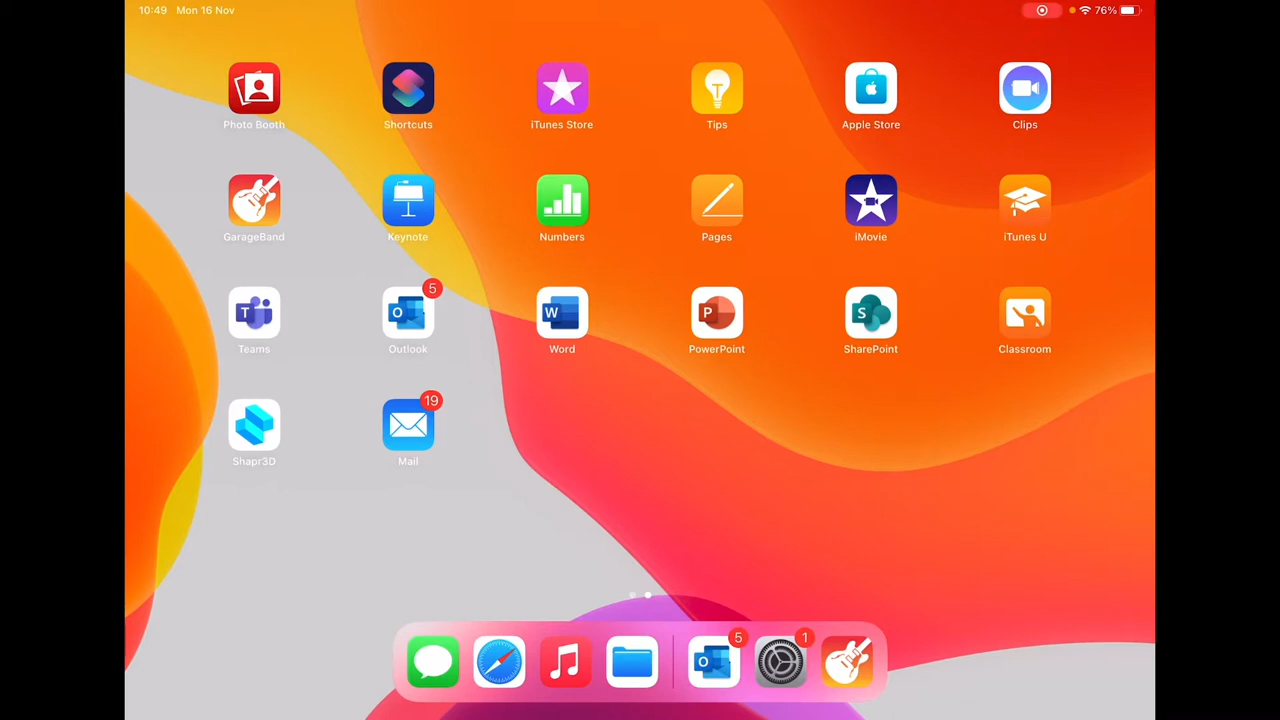 10:49 Mon 16 Nov 76%
Photo Booth Shortcuts iTunes Store Tips Apple Store Clips
GarageBand Keynote Numbers Pages iMovie iTunes U
5
T O W P S
Teams Outlook Word PowerPoint SharePoint Classroom
19
Shapr3D Mail
5 1
O